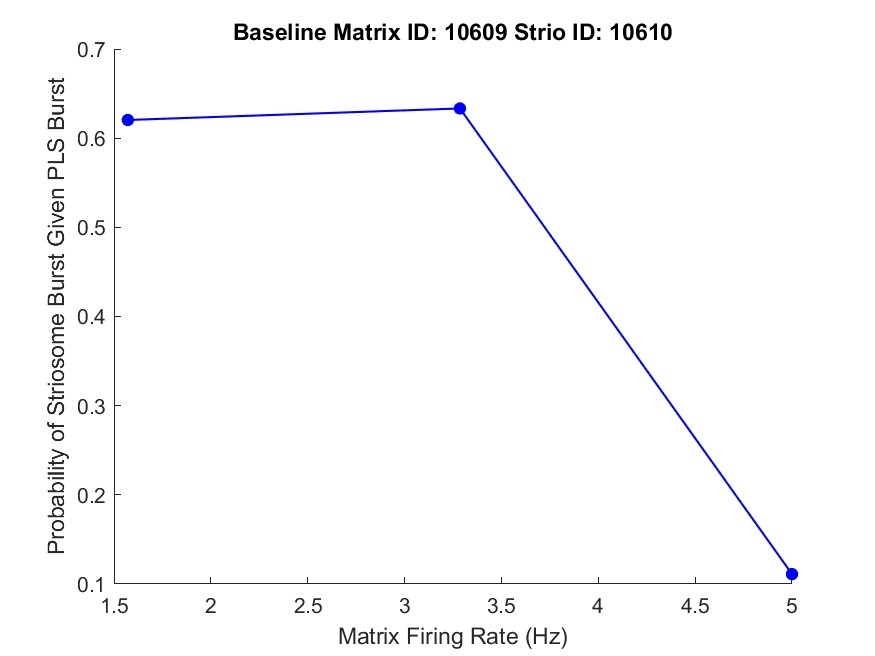 Baseline Matrix ID: 10609 Strio ID: 10610
Probability of Striosome Burst Given PLS Burst
0.7
0.6
0.5
0.4
0.3
0.2
0.1
1.5 2 2.5 3 3.5 4 4.5 5
Matrix Firing Rate (Hz)